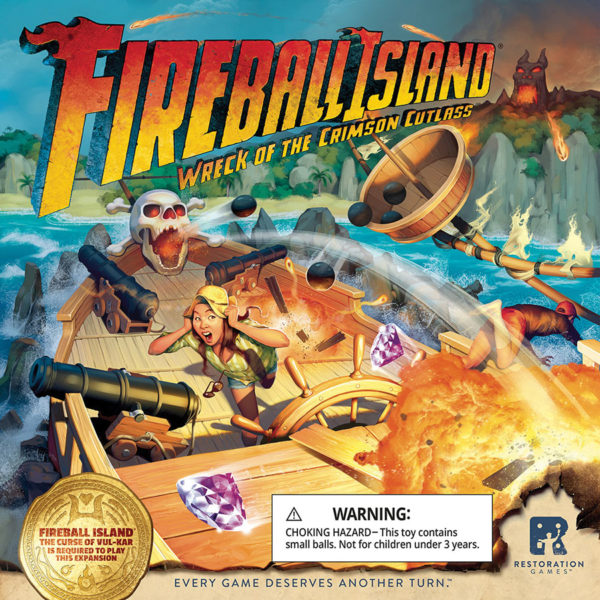 FIREBALL ISLAND®
WRECK OF THE CRIMSON CUTLASS
FIREBALL ISLAND
THE CURSE OF VUL-KAR
IS REQUIRED TO PLAY
THIS EXPANSION
⚠ WARNING:
CHOKING HAZARD–This toy contains
small balls. Not for children under 3 years.
RESTORATION
GAMES™
EVERY GAME DESERVES ANOTHER TURN.™